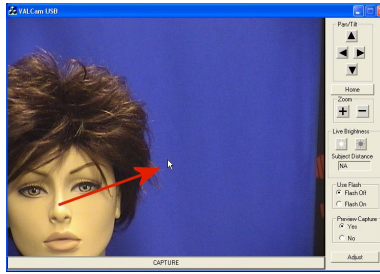 VALCam USB
Pan/Tilt
Home
Zoom
Live Brightness
Subject Distance
NA
Use Flash
Flash Off
Flash On
Preview Capture
Yes
No
Adjust
CAPTURE